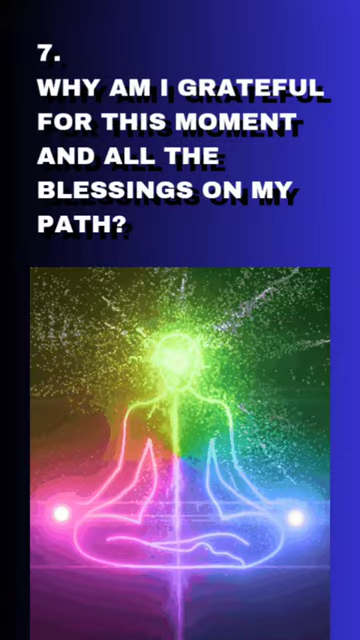 7.
WHY AM I GRATEFUL
FOR THIS MOMENT
AND ALL THE
BLESSINGS ON MY
PATH?